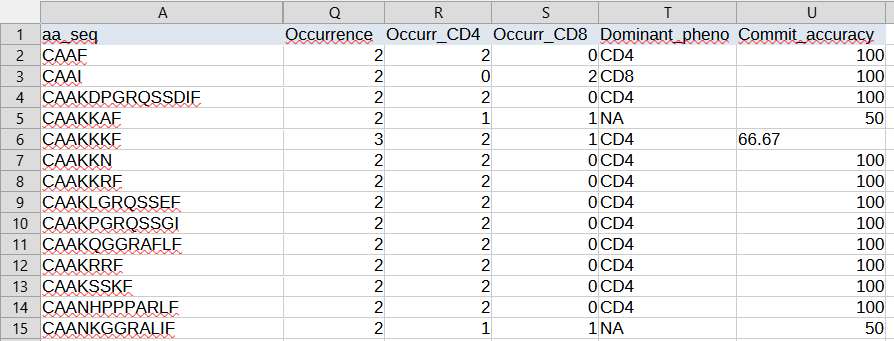 A Q R S T U
1 aa_seq Occurrence Occurr_CD4 Occurr_CD8 Dominant_pheno Commit_accuracy
2 CAAF 2 2 0 CD4 100
3 CAAI 2 0 2 CD8 100
4 CAAKDPGRQSSDIF 2 2 0 CD4 100
5 CAAKKAF 2 1 1 NA 50
6 CAAKKKF 3 2 1 CD4 66.67
7 CAAKKN 2 2 0 CD4 100
8 CAAKKRF 2 2 0 CD4 100
9 CAAKLGRQSSEF 2 2 0 CD4 100
10 CAAKPGRQSSGI 2 2 0 CD4 100
11 CAAKQGGRAFLF 2 2 0 CD4 100
12 CAAKRRF 2 2 0 CD4 100
13 CAAKSSKF 2 2 0 CD4 100
14 CAANHPPPARLF 2 2 0 CD4 100
15 CAANKGGRALIF 2 1 1 NA 50